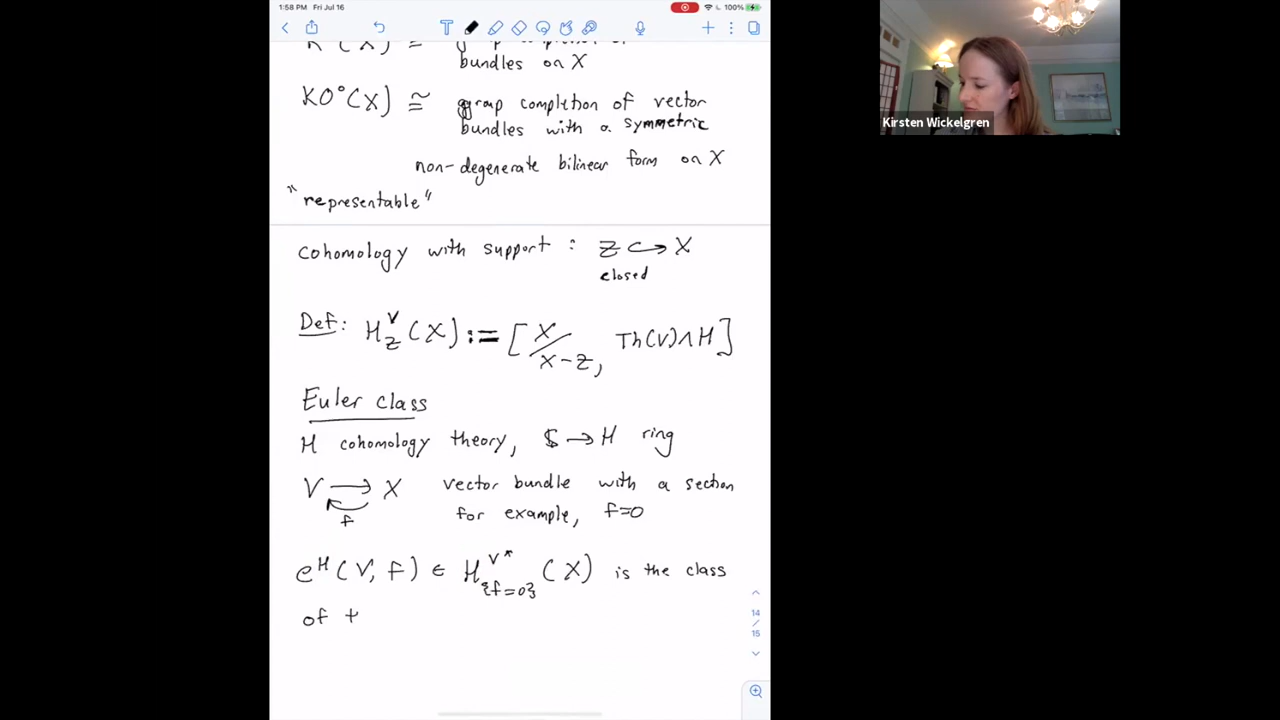 1:58 PM Fri Jul 16
100%
bundles on X
KO°(X) ≅ group completion of vector
bundles with a symmetric
non-degenerate bilinear form on X
"representable"
cohomology with support : Z ↪ X
closed
Def: H_Z^V (X) := [X/X-Z, Th(V)∧H]
Euler class
H cohomology theory, $ → H ring
V → X vector bundle with a section
f for example, f=0
e^H (V, f) ∈ H_{f=0}^{V*} (X) is the class
of t
14
/
15
Kirsten Wickelgren